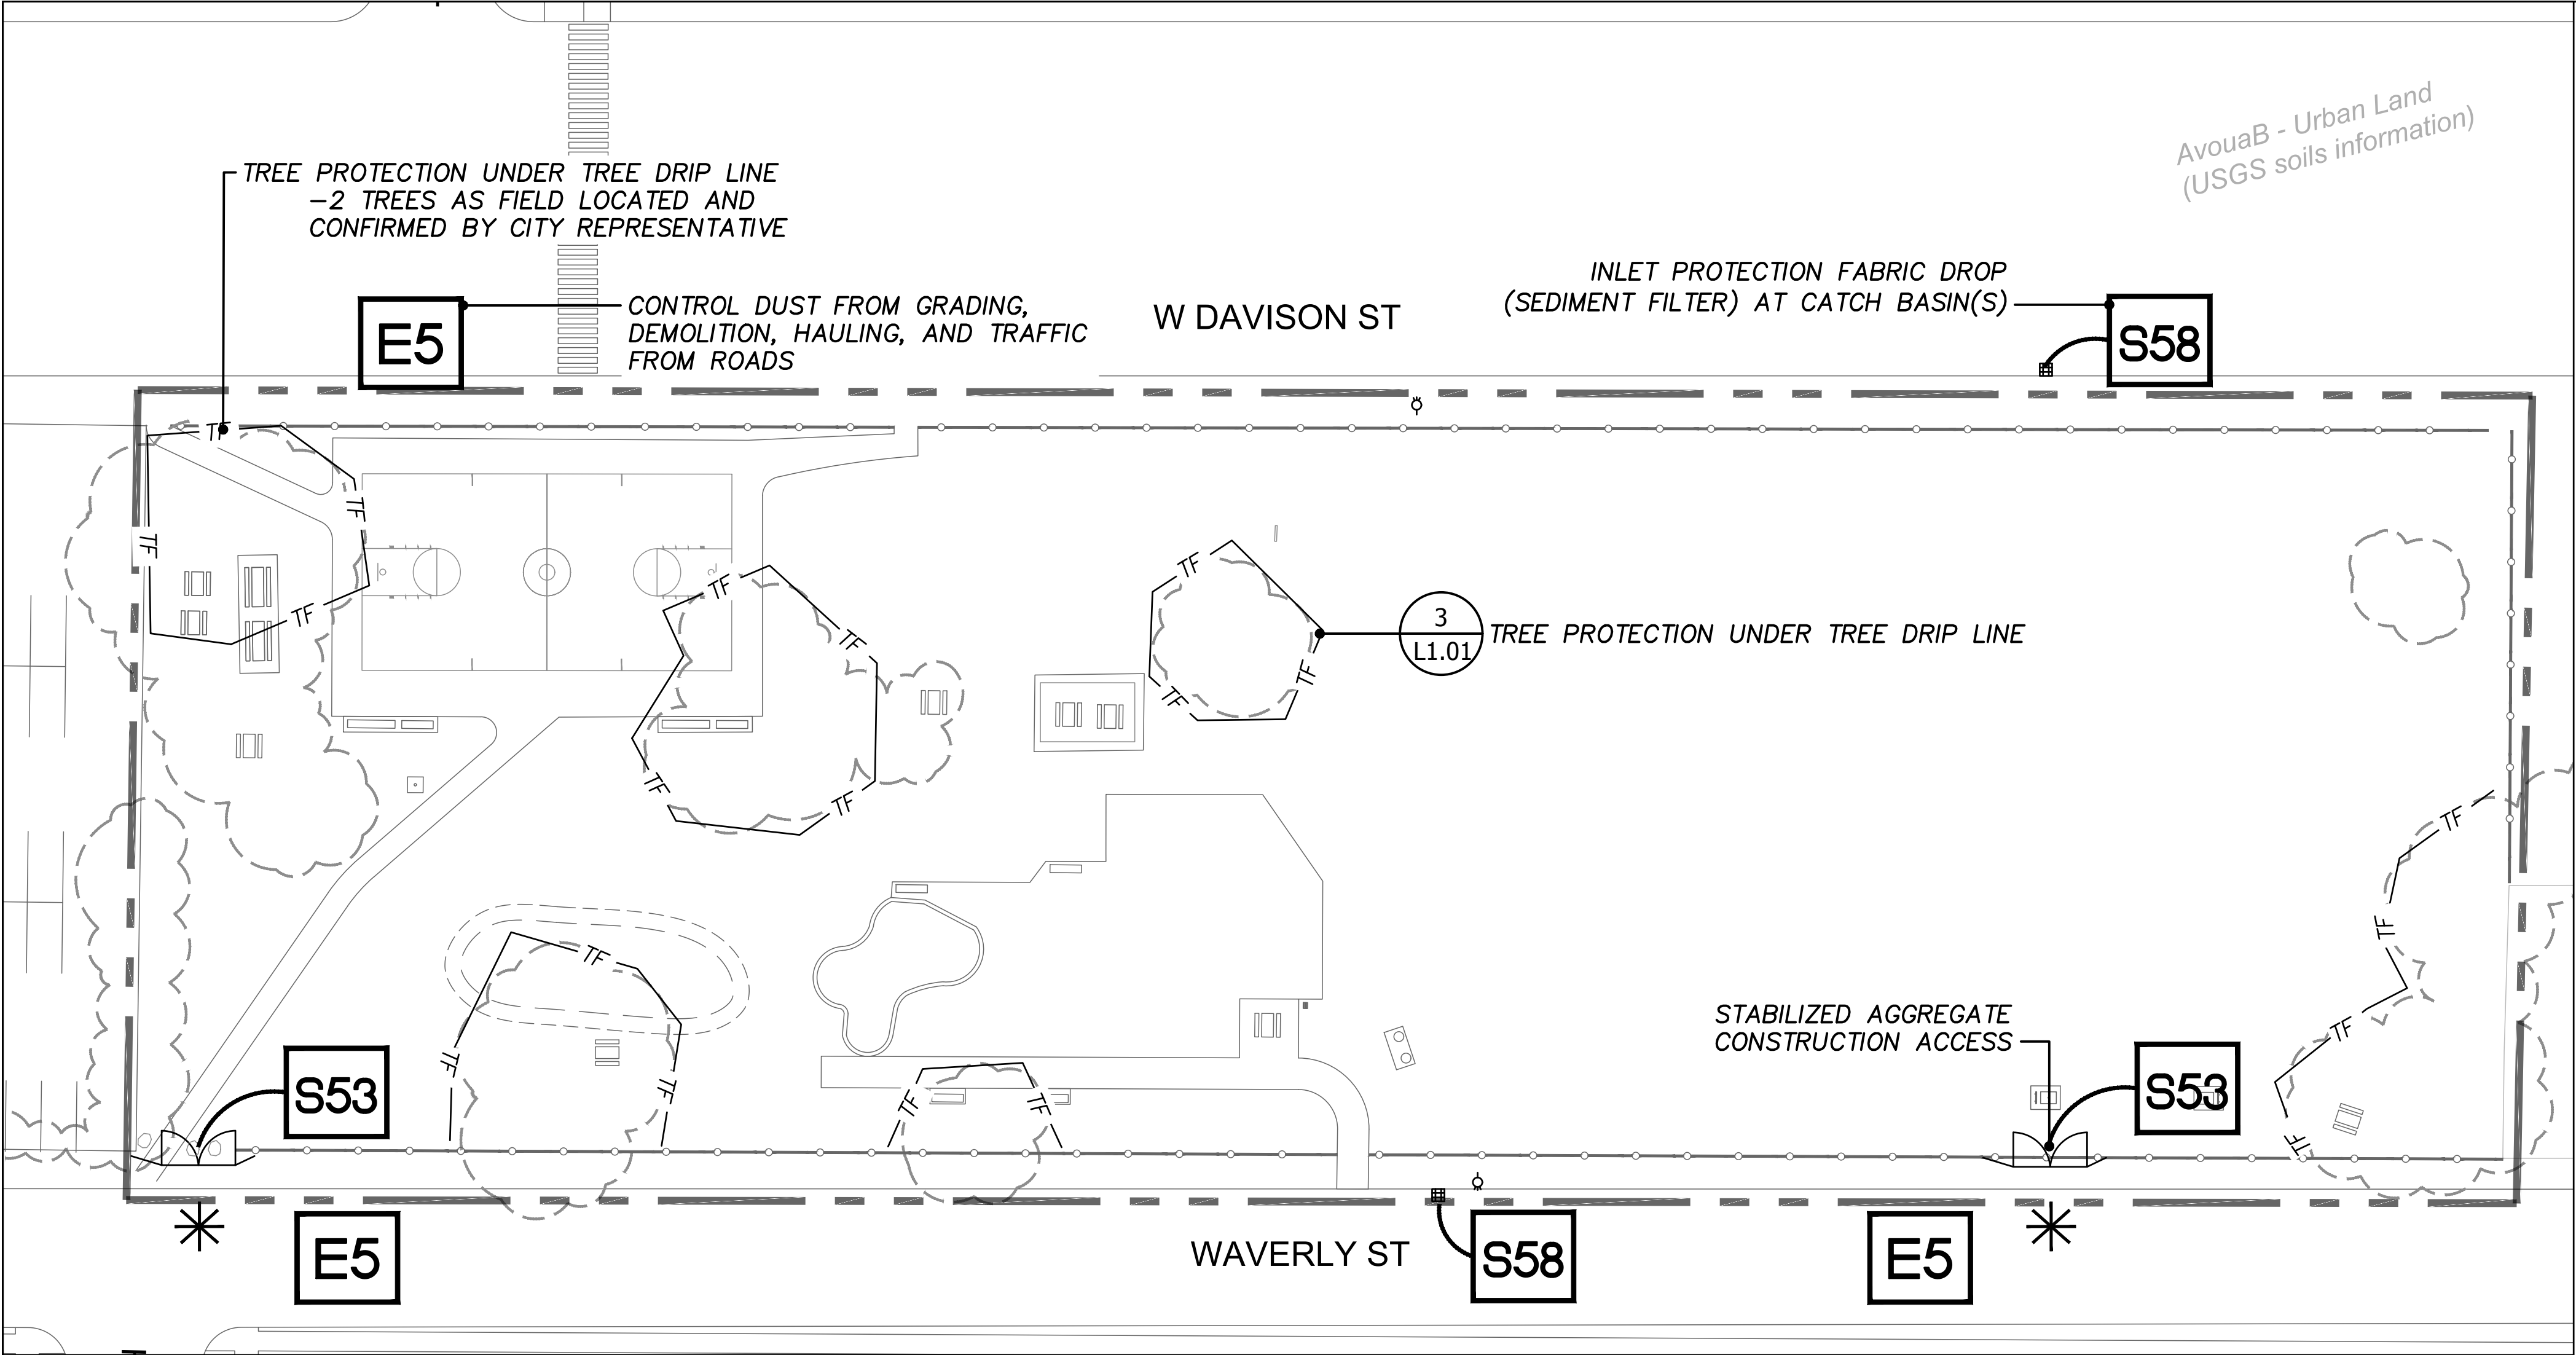 AvouaB - Urban Land
(USGS soils information)
TREE PROTECTION UNDER TREE DRIP LINE
-2 TREES AS FIELD LOCATED AND
CONFIRMED BY CITY REPRESENTATIVE
E5
CONTROL DUST FROM GRADING,
DEMOLITION, HAULING, AND TRAFFIC
FROM ROADS
W DAVISON ST
INLET PROTECTION FABRIC DROP
(SEDIMENT FILTER) AT CATCH BASIN(S)
S58
TF
TF
TF
TF
TF
TF
TF
TF
TF
TF
TF
3
L1.01
TREE PROTECTION UNDER TREE DRIP LINE
TF
TF
TF
TF
TF
TF
TF
TF
TF
STABILIZED AGGREGATE
CONSTRUCTION ACCESS
S53
S53
E5
WAVERLY ST
S58
E5